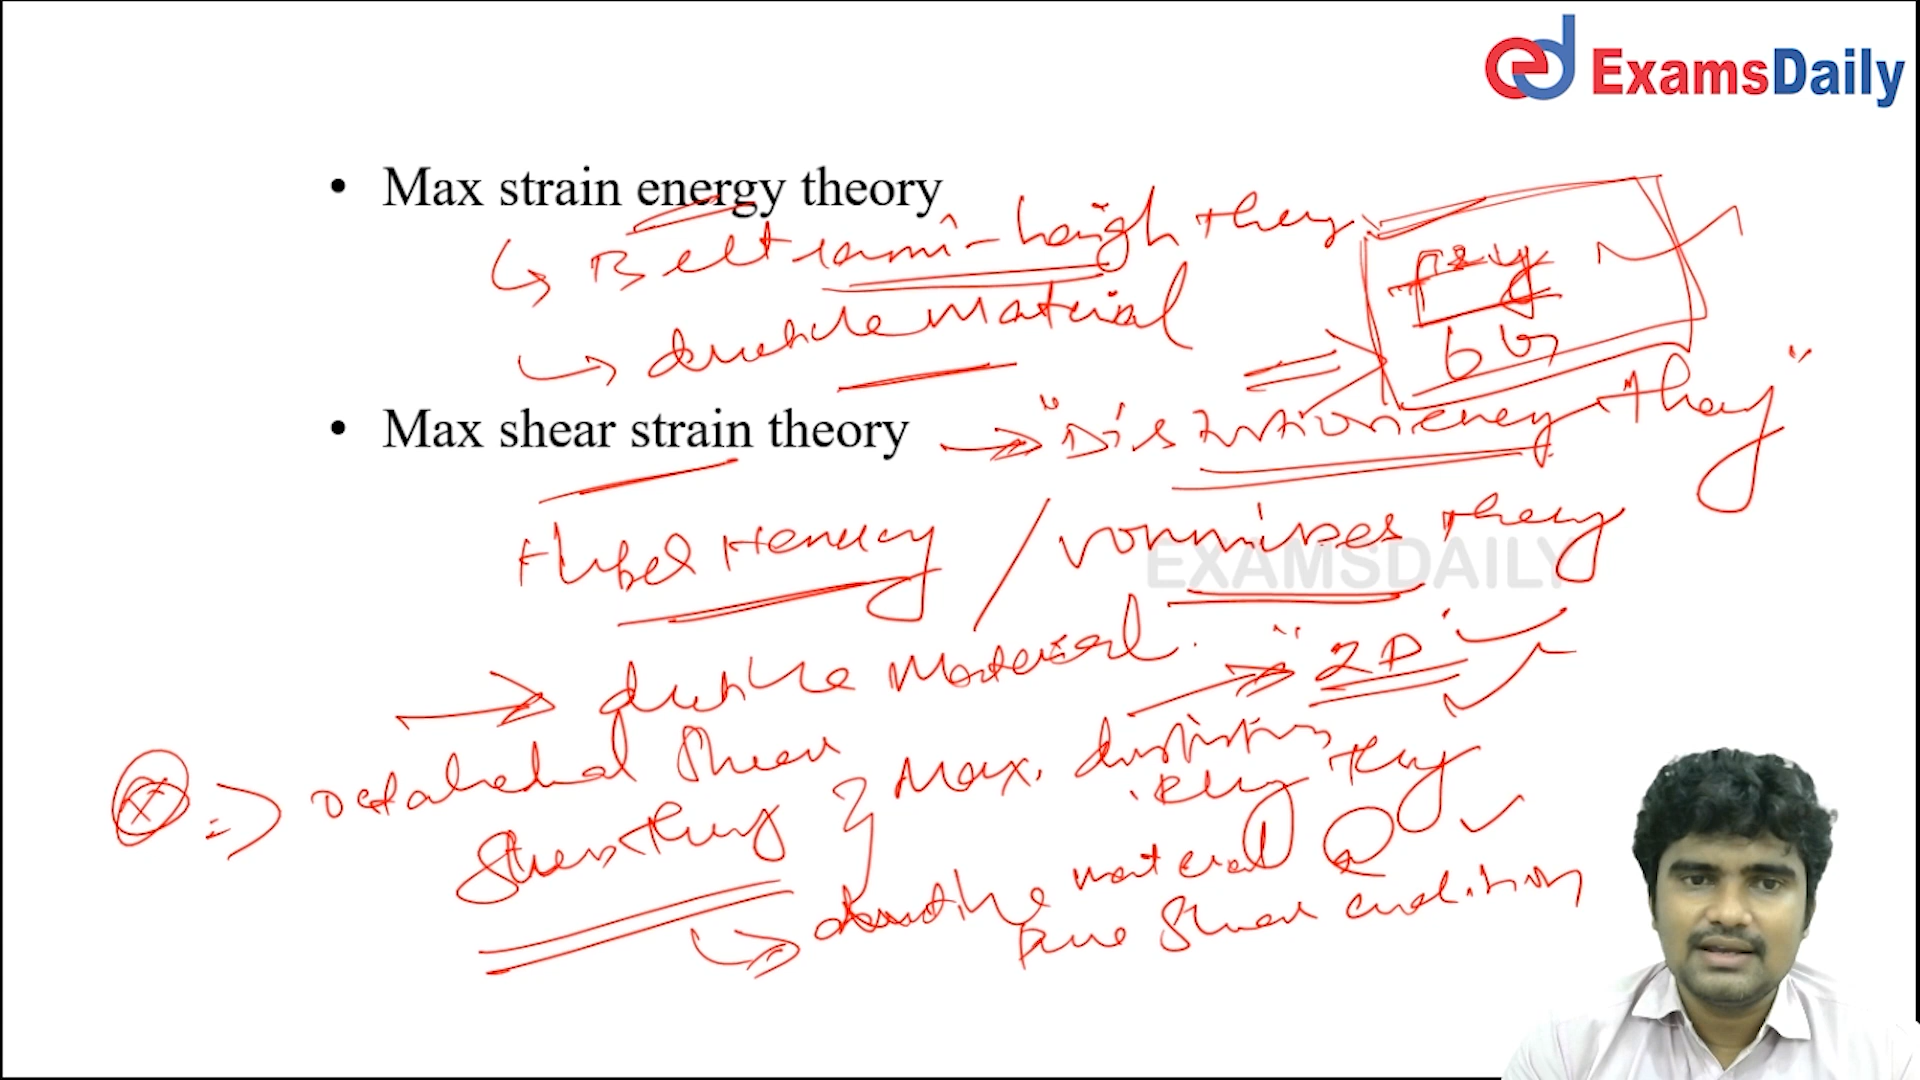 ExamsDaily
• Max strain energy theory
↳ Beltrami-haigh theory
→ ductile Material
• Max shear strain theory → "Distortion energy theory"
Huber Hencky / vonmises theory
EXAMSDAILY
→ ductile Material. → "2D"
⇒ octahedral Shear Stress theory } Max. distortion energy theory
↳ ductile material
pure Shear condition